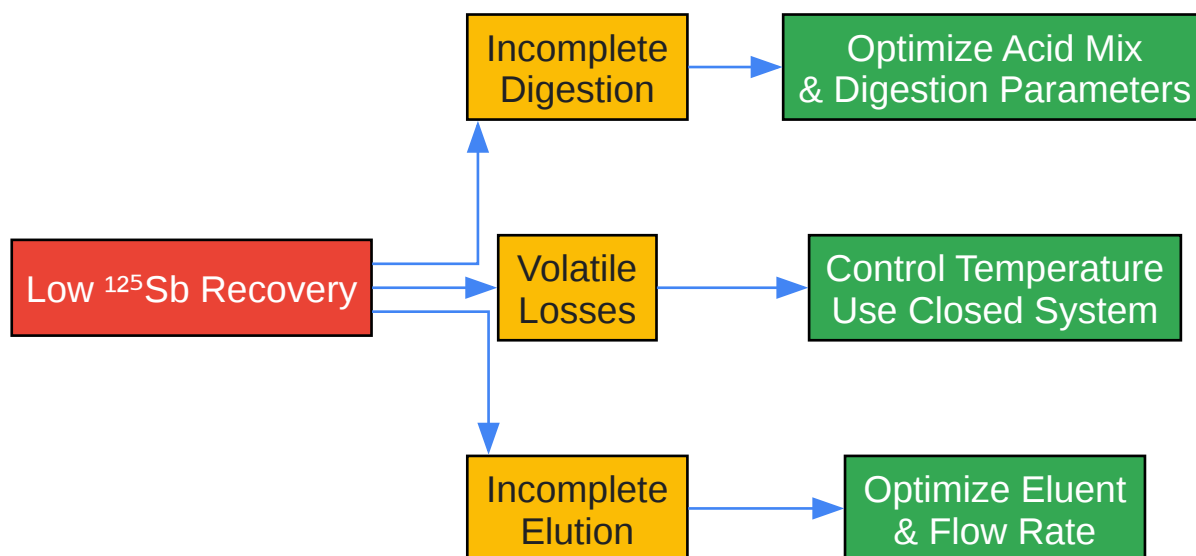 Incomplete
Digestion
Optimize Acid Mix
& Digestion Parameters
Low ¹²⁵Sb Recovery
Volatile
Losses
Control Temperature
Use Closed System
Incomplete
Elution
Optimize Eluent
& Flow Rate